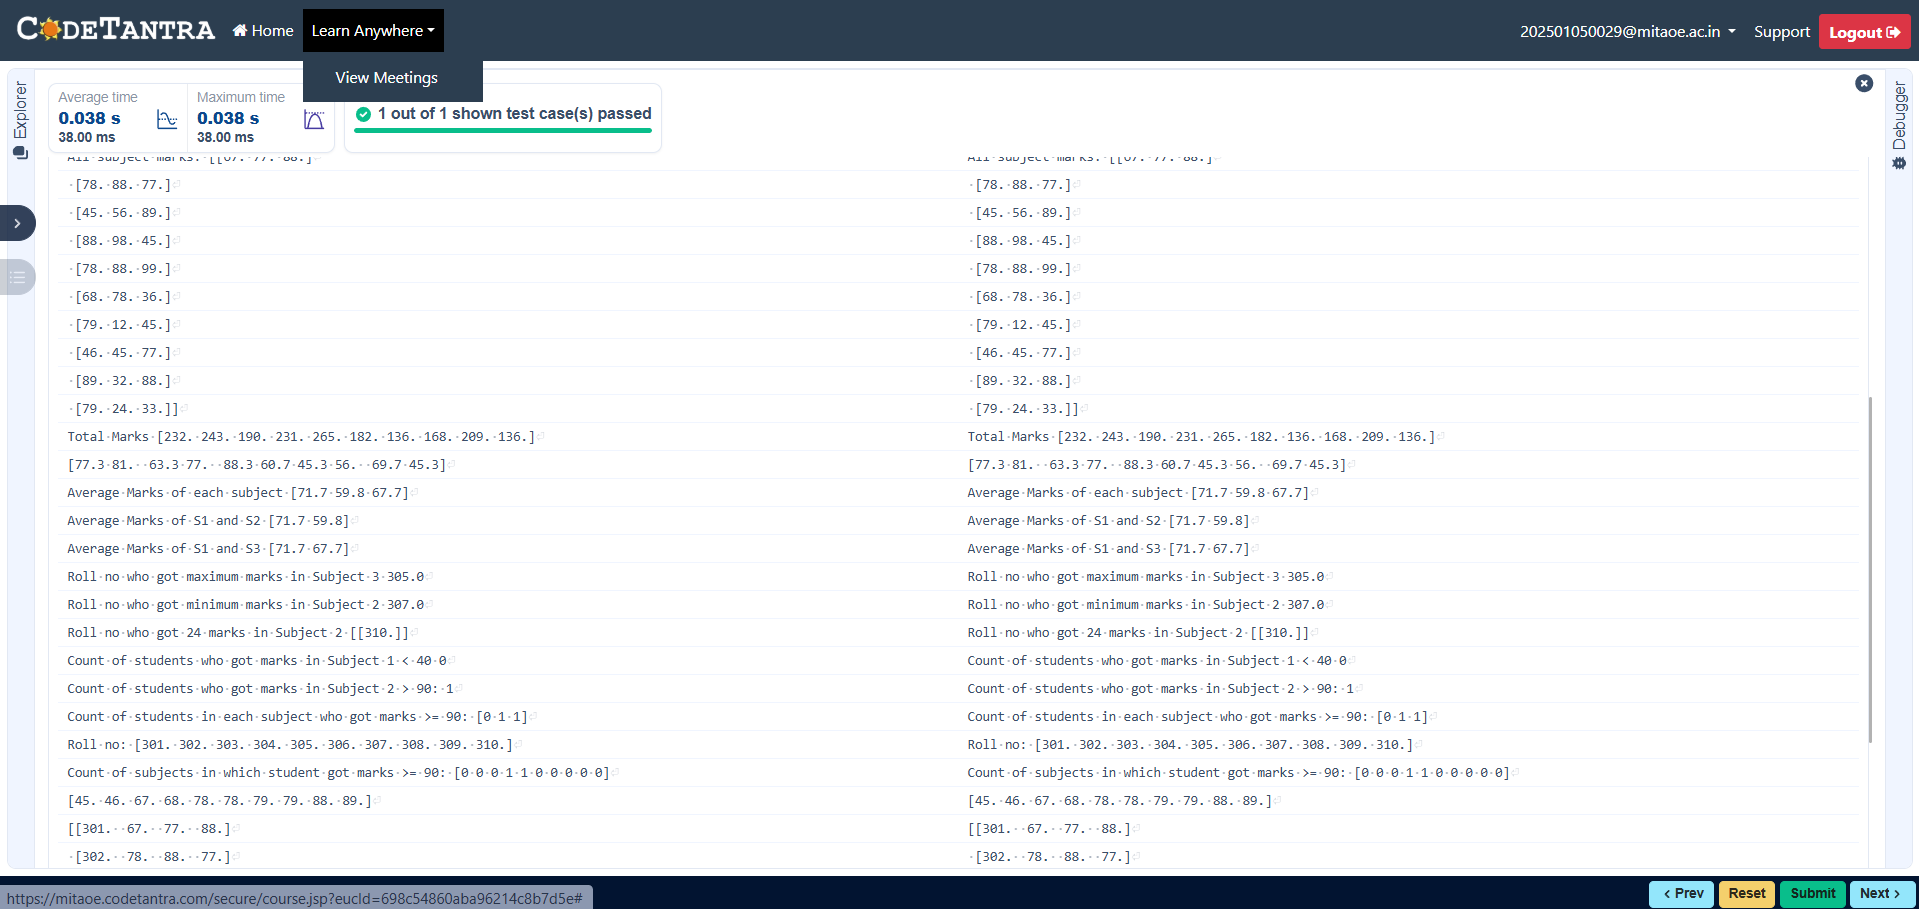 CODETANTRA Home Learn Anywhere 202501050029@mitaoe.ac.in Support Logout
View Meetings
Explorer
Debugger
Average time
0.038 s
38.00 ms
Maximum time
0.038 s
38.00 ms
1 out of 1 shown test case(s) passed
All·subject·marks:·[[67.·77.·88.]
·[78.·88.·77.]
·[45.·56.·89.]
·[88.·98.·45.]
·[78.·88.·99.]
·[68.·78.·36.]
·[79.·12.·45.]
·[46.·45.·77.]
·[89.·32.·88.]
·[79.·24.·33.]]
Total·Marks·[232.·243.·190.·231.·265.·182.·136.·168.·209.·136.]
[77.3·81.··63.3·77.··88.3·60.7·45.3·56.··69.7·45.3]
Average·Marks·of·each·subject·[71.7·59.8·67.7]
Average·Marks·of·S1·and·S2·[71.7·59.8]
Average·Marks·of·S1·and·S3·[71.7·67.7]
Roll·no·who·got·maximum·marks·in·Subject·3·305.0
Roll·no·who·got·minimum·marks·in·Subject·2·307.0
Roll·no·who·got·24·marks·in·Subject·2·[[310.]]
Count·of·students·who·got·marks·in·Subject·1·<·40·0
Count·of·students·who·got·marks·in·Subject·2·>·90:·1
Count·of·students·in·each·subject·who·got·marks·>=·90:·[0·1·1]
Roll·no:·[301.·302.·303.·304.·305.·306.·307.·308.·309.·310.]
Count·of·subjects·in·which·student·got·marks·>=·90:·[0·0·0·1·1·0·0·0·0·0]
[45.·46.·67.·68.·78.·78.·79.·79.·88.·89.]
[[301.··67.··77.··88.]
·[302.··78.··88.··77.]
All·subject·marks:·[[67.·77.·88.]
·[78.·88.·77.]
·[45.·56.·89.]
·[88.·98.·45.]
·[78.·88.·99.]
·[68.·78.·36.]
·[79.·12.·45.]
·[46.·45.·77.]
·[89.·32.·88.]
·[79.·24.·33.]]
Total·Marks·[232.·243.·190.·231.·265.·182.·136.·168.·209.·136.]
[77.3·81.··63.3·77.··88.3·60.7·45.3·56.··69.7·45.3]
Average·Marks·of·each·subject·[71.7·59.8·67.7]
Average·Marks·of·S1·and·S2·[71.7·59.8]
Average·Marks·of·S1·and·S3·[71.7·67.7]
Roll·no·who·got·maximum·marks·in·Subject·3·305.0
Roll·no·who·got·minimum·marks·in·Subject·2·307.0
Roll·no·who·got·24·marks·in·Subject·2·[[310.]]
Count·of·students·who·got·marks·in·Subject·1·<·40·0
Count·of·students·who·got·marks·in·Subject·2·>·90:·1
Count·of·students·in·each·subject·who·got·marks·>=·90:·[0·1·1]
Roll·no:·[301.·302.·303.·304.·305.·306.·307.·308.·309.·310.]
Count·of·subjects·in·which·student·got·marks·>=·90:·[0·0·0·1·1·0·0·0·0·0]
[45.·46.·67.·68.·78.·78.·79.·79.·88.·89.]
[[301.··67.··77.··88.]
·[302.··78.··88.··77.]
https://mitaoe.codetantra.com/secure/course.jsp?eucId=698c54860aba96214c8b7d5e#
Prev Reset Submit Next